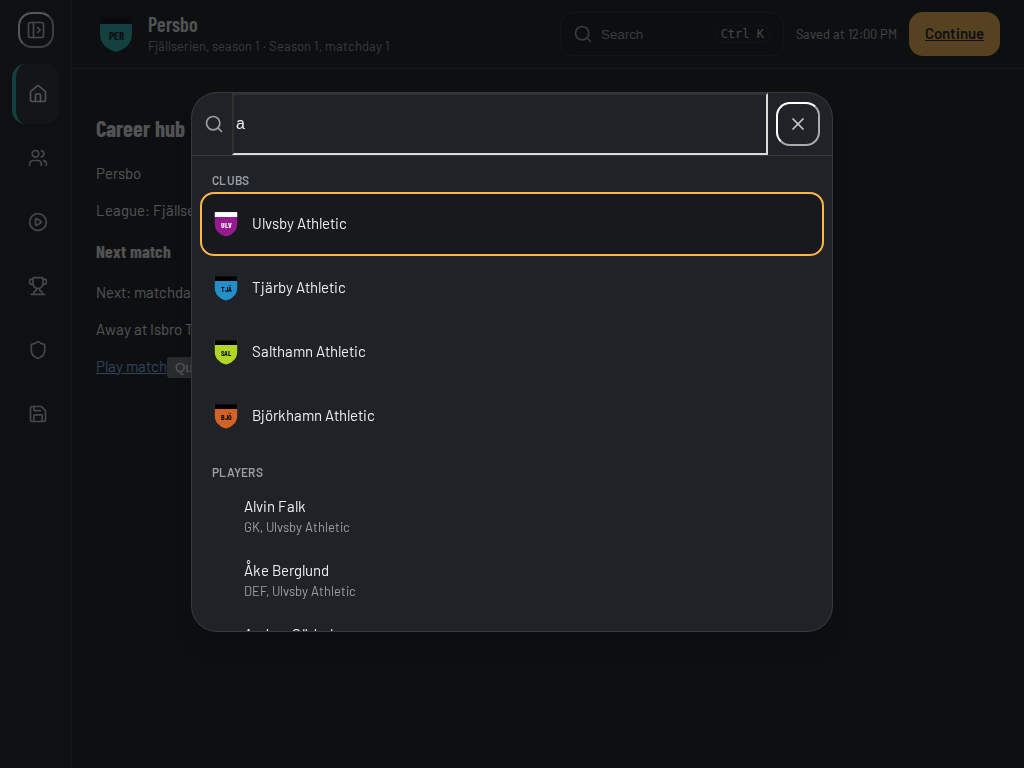 PER
Persbo
Fjällserien, season 1 · Season 1, matchday 1
Search
Ctrl K
Saved at 12:00 PM
Continue
a
Career hub
Persbo
League: Fjällse
Next match
Next: matchda
Away at Isbro T
Play match
Qu
CLUBS
ULV
Ulvsby Athletic
TJÄ
Tjärby Athletic
SAL
Salthamn Athletic
BJÖ
Björkhamn Athletic
PLAYERS
Alvin Falk
GK, Ulvsby Athletic
Åke Berglund
DEF, Ulvsby Athletic